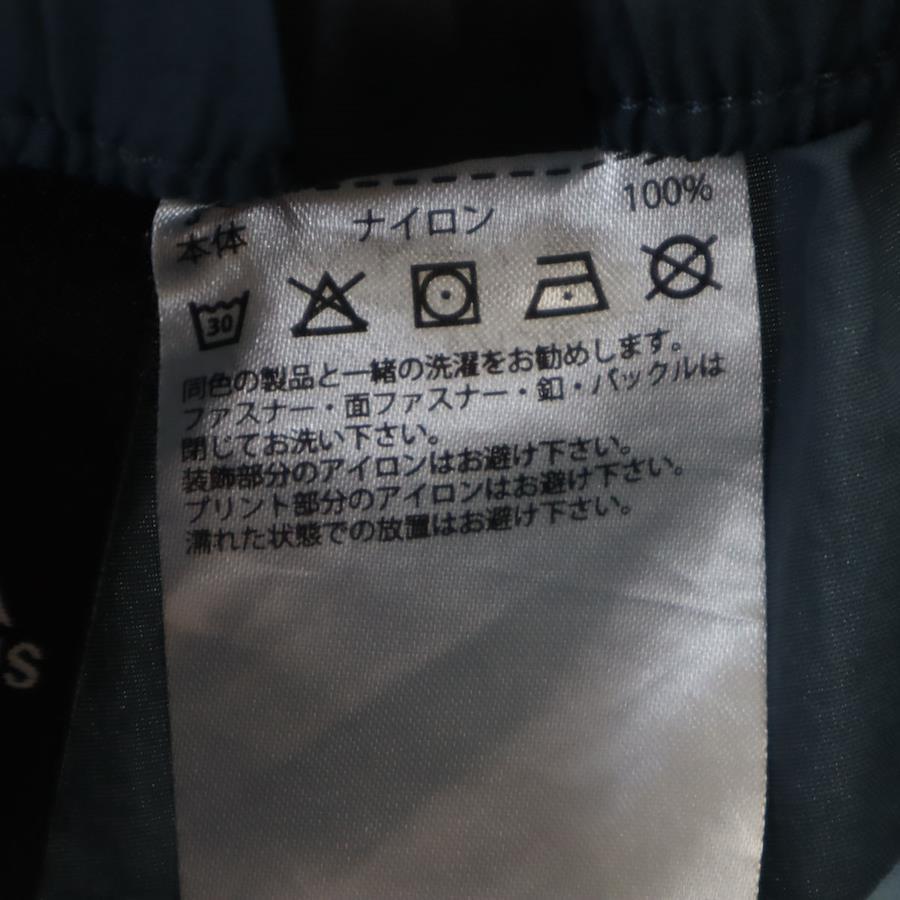 本体 ナイロン 100%
30
同色の製品と一緒の洗濯をお勧めします。
ファスナー・面ファスナー・釦・バックルは
閉じてお洗い下さい。
装飾部分のアイロンはお避け下さい。
プリント部分のアイロンはお避け下さい。
濡れた状態での放置はお避け下さい。
S